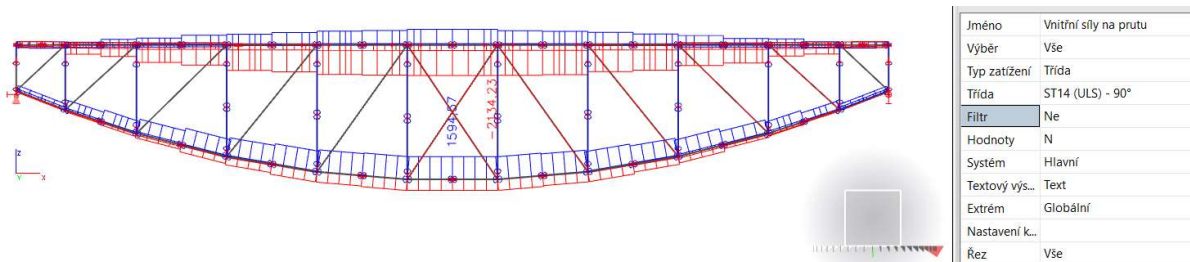 1594.57
-2134.23
z
Y
x
Jméno Vnitřní síly na prutu
Výběr Vše
Typ zatížení Třída
Třída ST14 (ULS) - 90°
Filtr Ne
Hodnoty N
Systém Hlavní
Textový výs... Text
Extrém Globální
Nastavení k...
Řez Vše